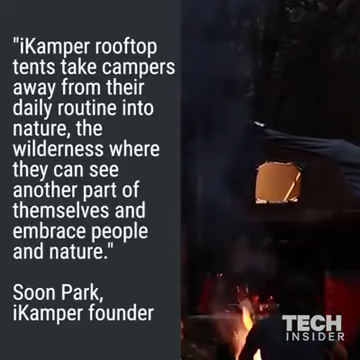 "iKamper rooftop
tents take campers
away from their
daily routine into
nature, the
wilderness where
they can see
another part of
themselves and
embrace people
and nature."
Soon Park,
iKamper founder
TECH
INSIDER